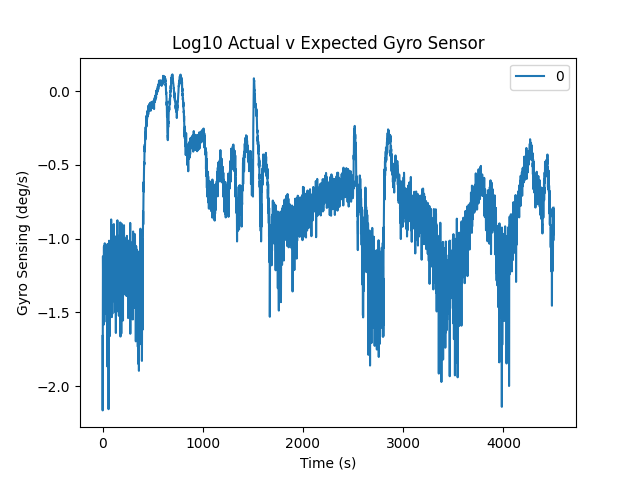 Log10 Actual v Expected Gyro Sensor
0
0.0
−0.5
−1.0
−1.5
−2.0
Gyro Sensing (deg/s)
0 1000 2000 3000 4000
Time (s)